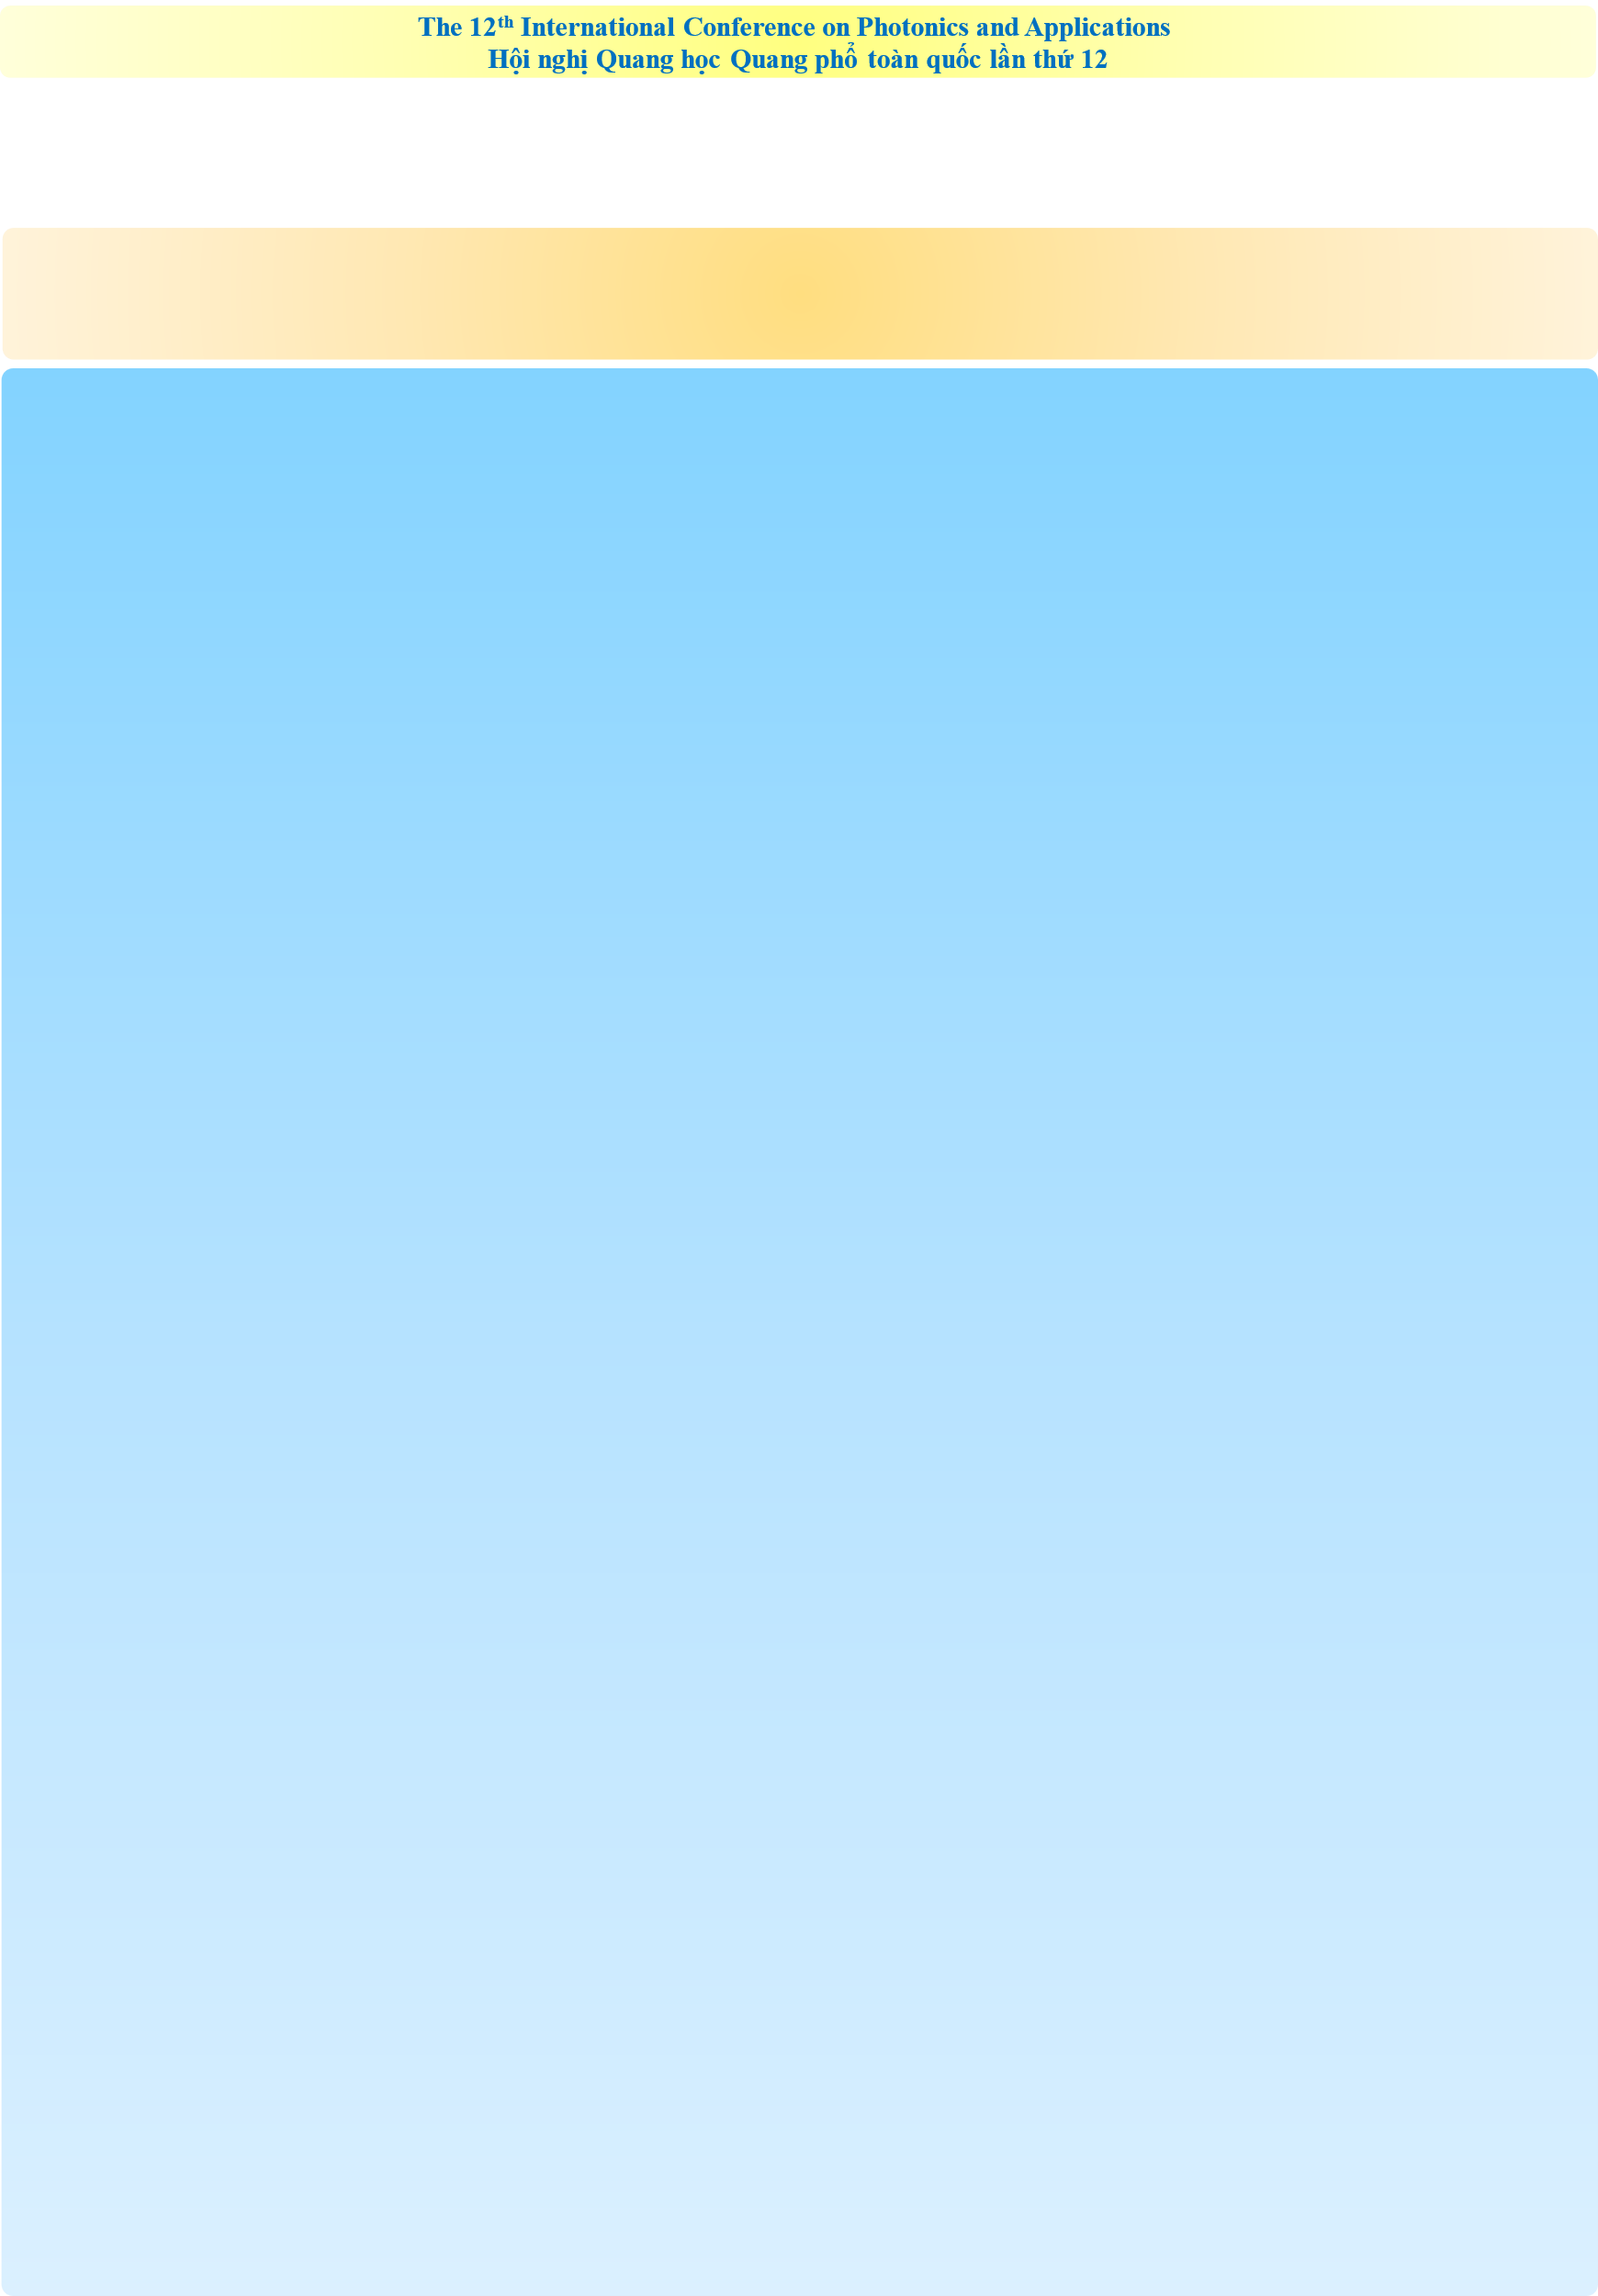 The 12th International Conference on Photonics and Applications
Hội nghị Quang học Quang phổ toàn quốc lần thứ 12